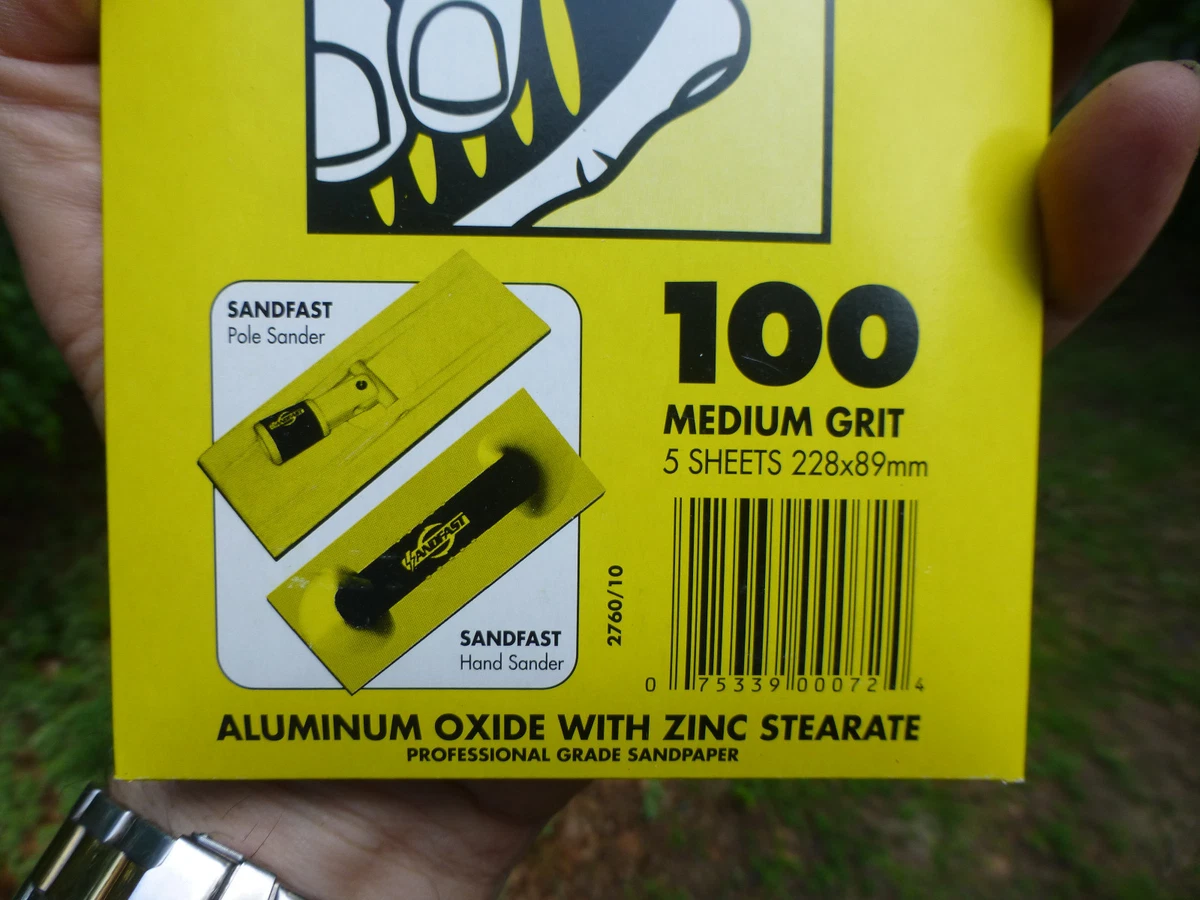 SANDFAST
Pole Sander
SANDFAST
SANDFAST
Hand Sander
100
MEDIUM GRIT
5 SHEETS 228x89mm
2760/10
0 75339 00072 4
ALUMINUM OXIDE WITH ZINC STEARATE
PROFESSIONAL GRADE SANDPAPER